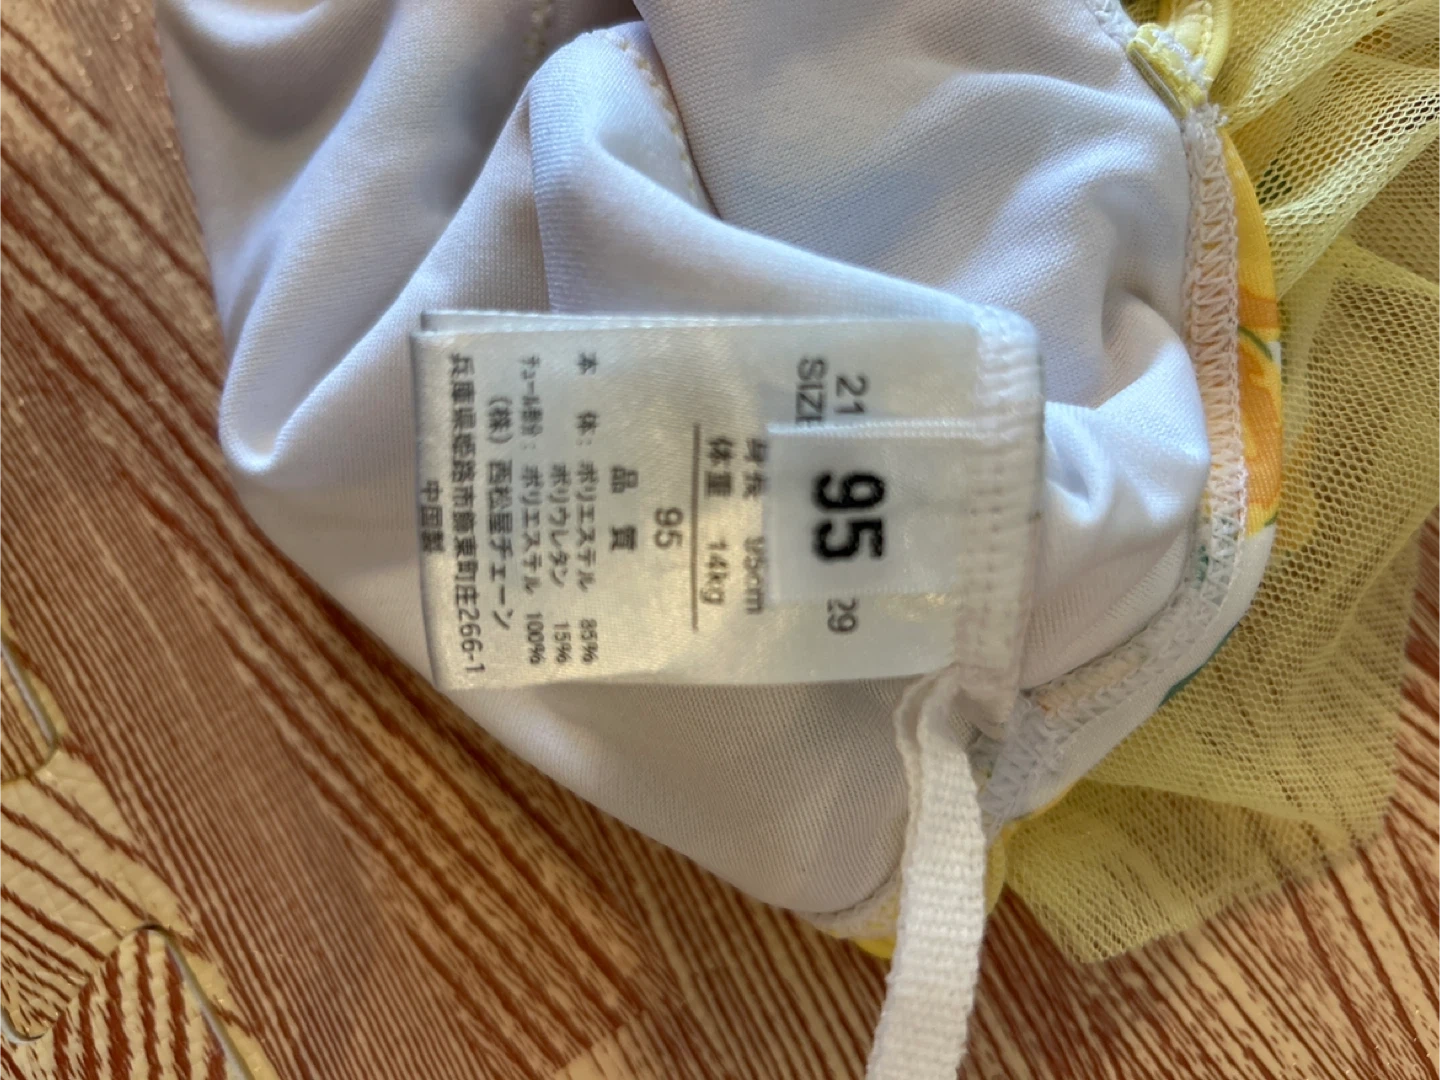 95
21
29
SIZE
身長 95cm
体重 14kg
95
品質
本体: ポリエステル 85%
ポリウレタン 15%
チュール部分: ポリエステル 100%
(株)西松屋チェーン
兵庫県姫路市飾東町庄266-1
中国製